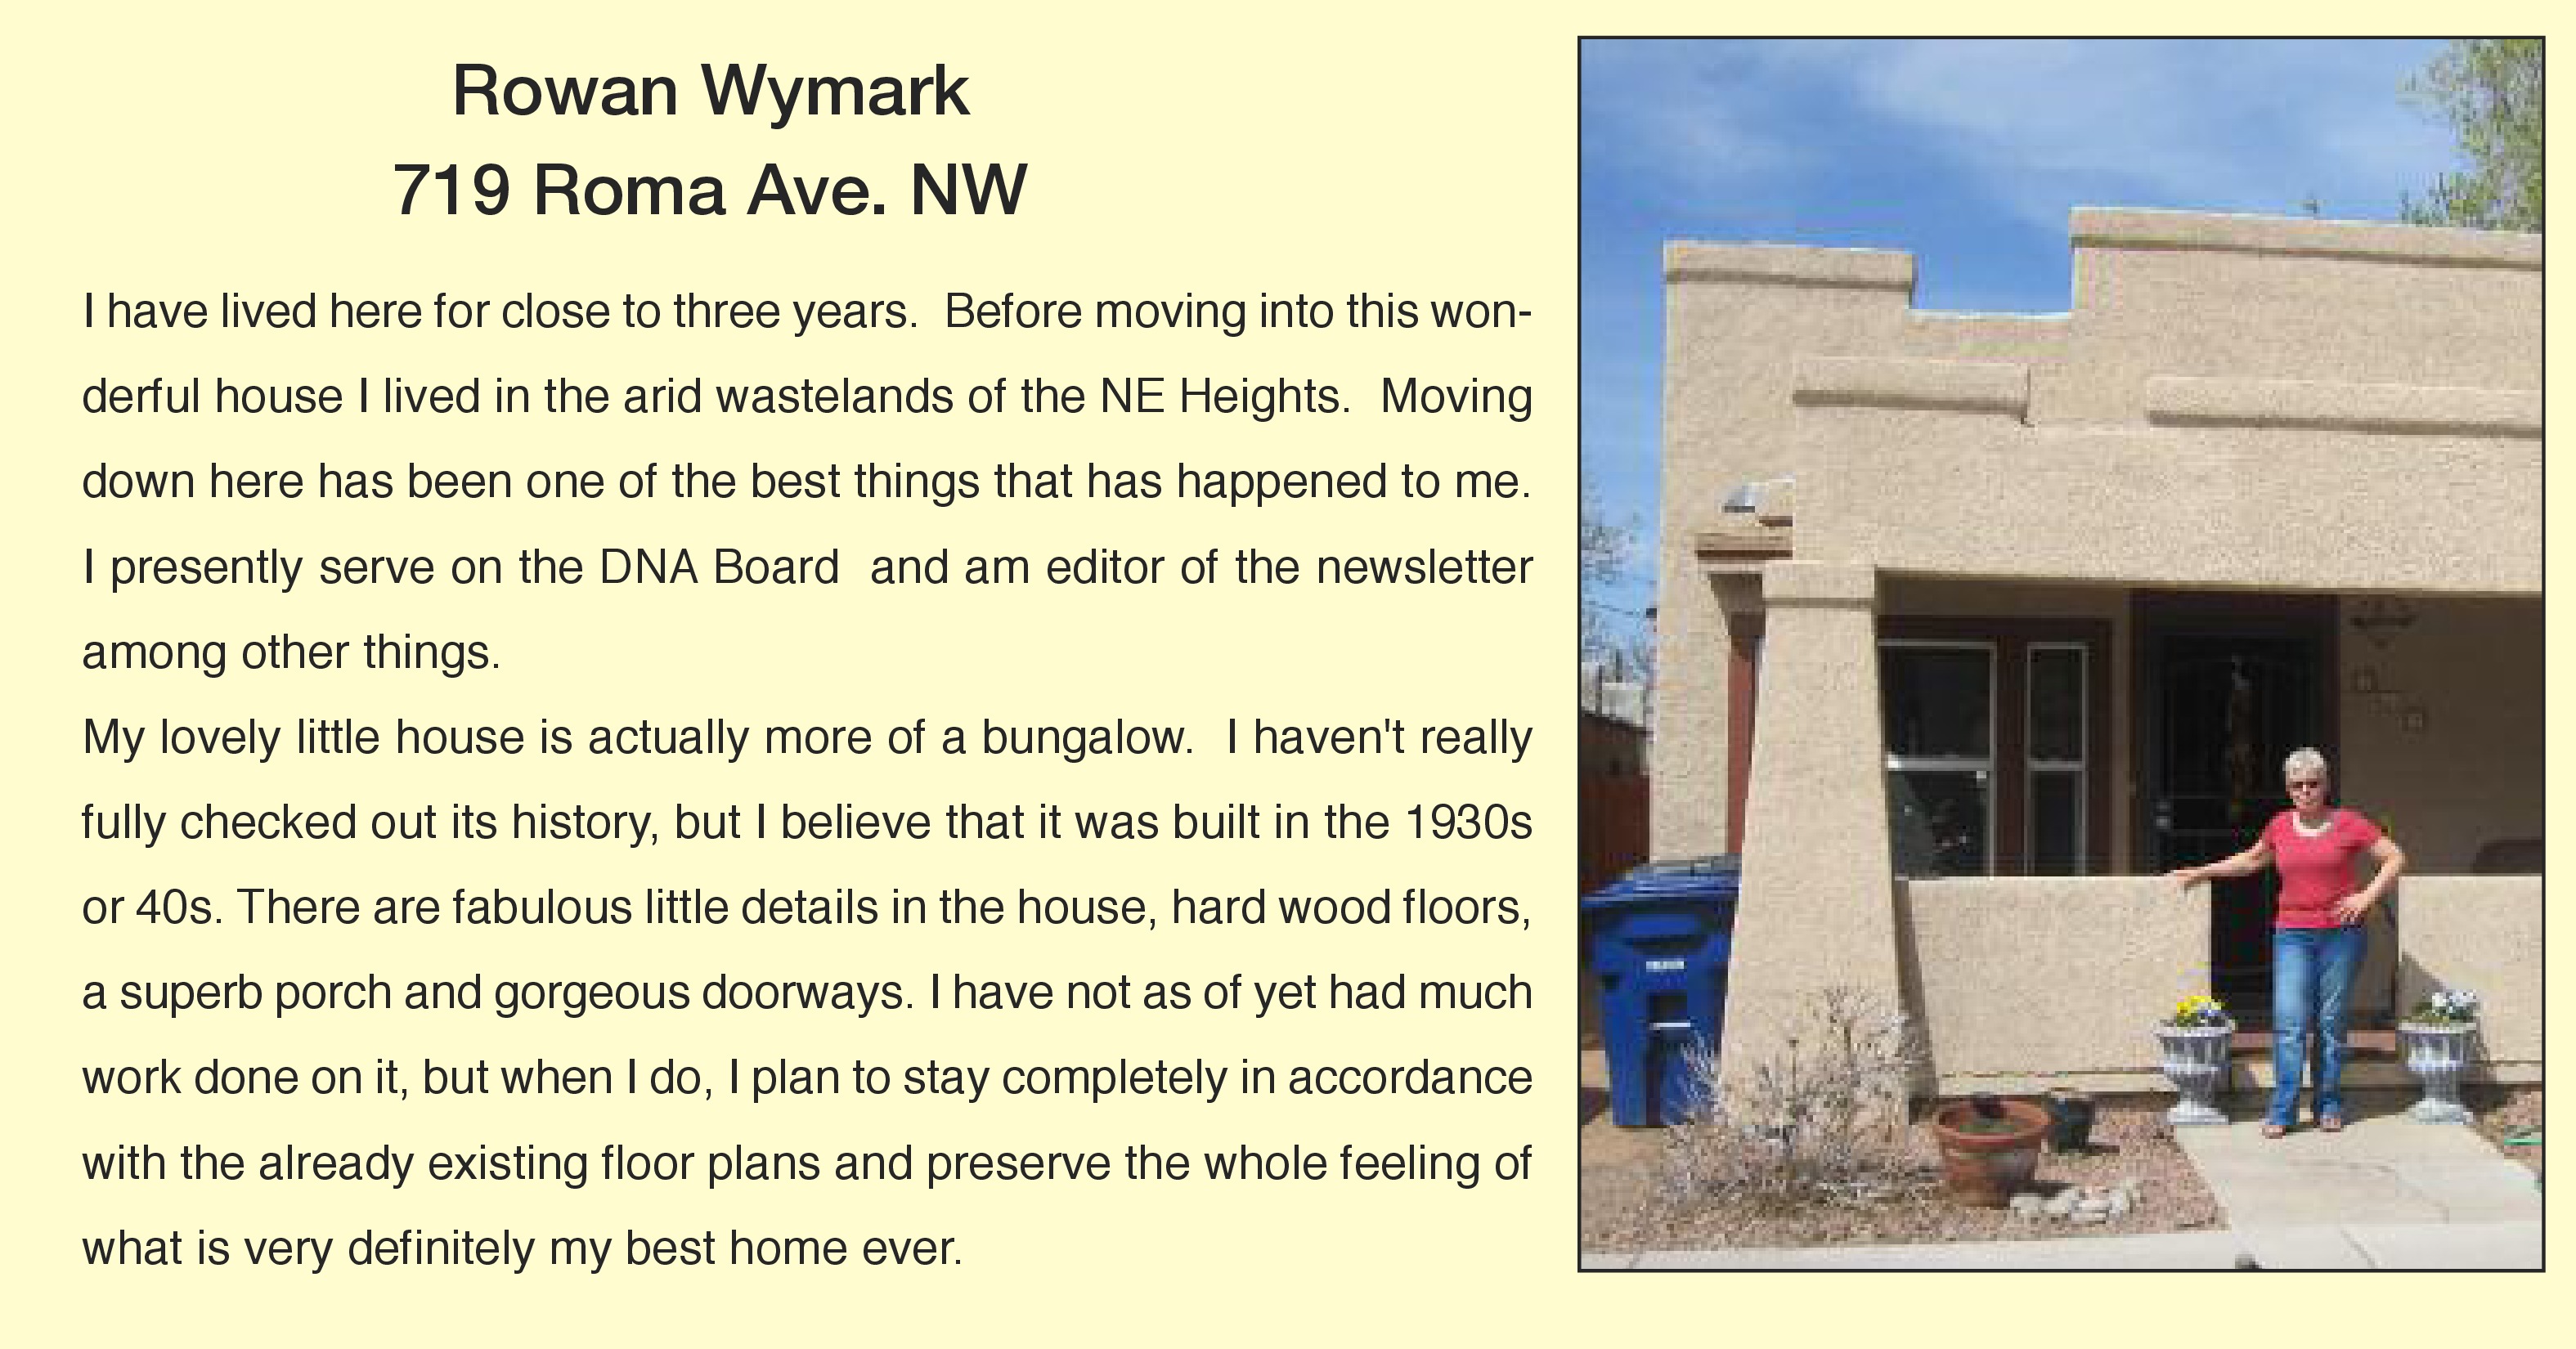 Rowan Wymark
719 Roma Ave. NW
I have lived here for close to three years.  Before moving into this won-
derful house I lived in the arid wastelands of the NE Heights.  Moving
down here has been one of the best things that has happened to me.
I presently serve on the DNA Board  and am editor of the newsletter
among other things.
My lovely little house is actually more of a bungalow.  I haven't really
fully checked out its history, but I believe that it was built in the 1930s
or 40s. There are fabulous little details in the house, hard wood floors,
a superb porch and gorgeous doorways. I have not as of yet had much
work done on it, but when I do, I plan to stay completely in accordance
with the already existing floor plans and preserve the whole feeling of
what is very definitely my best home ever.